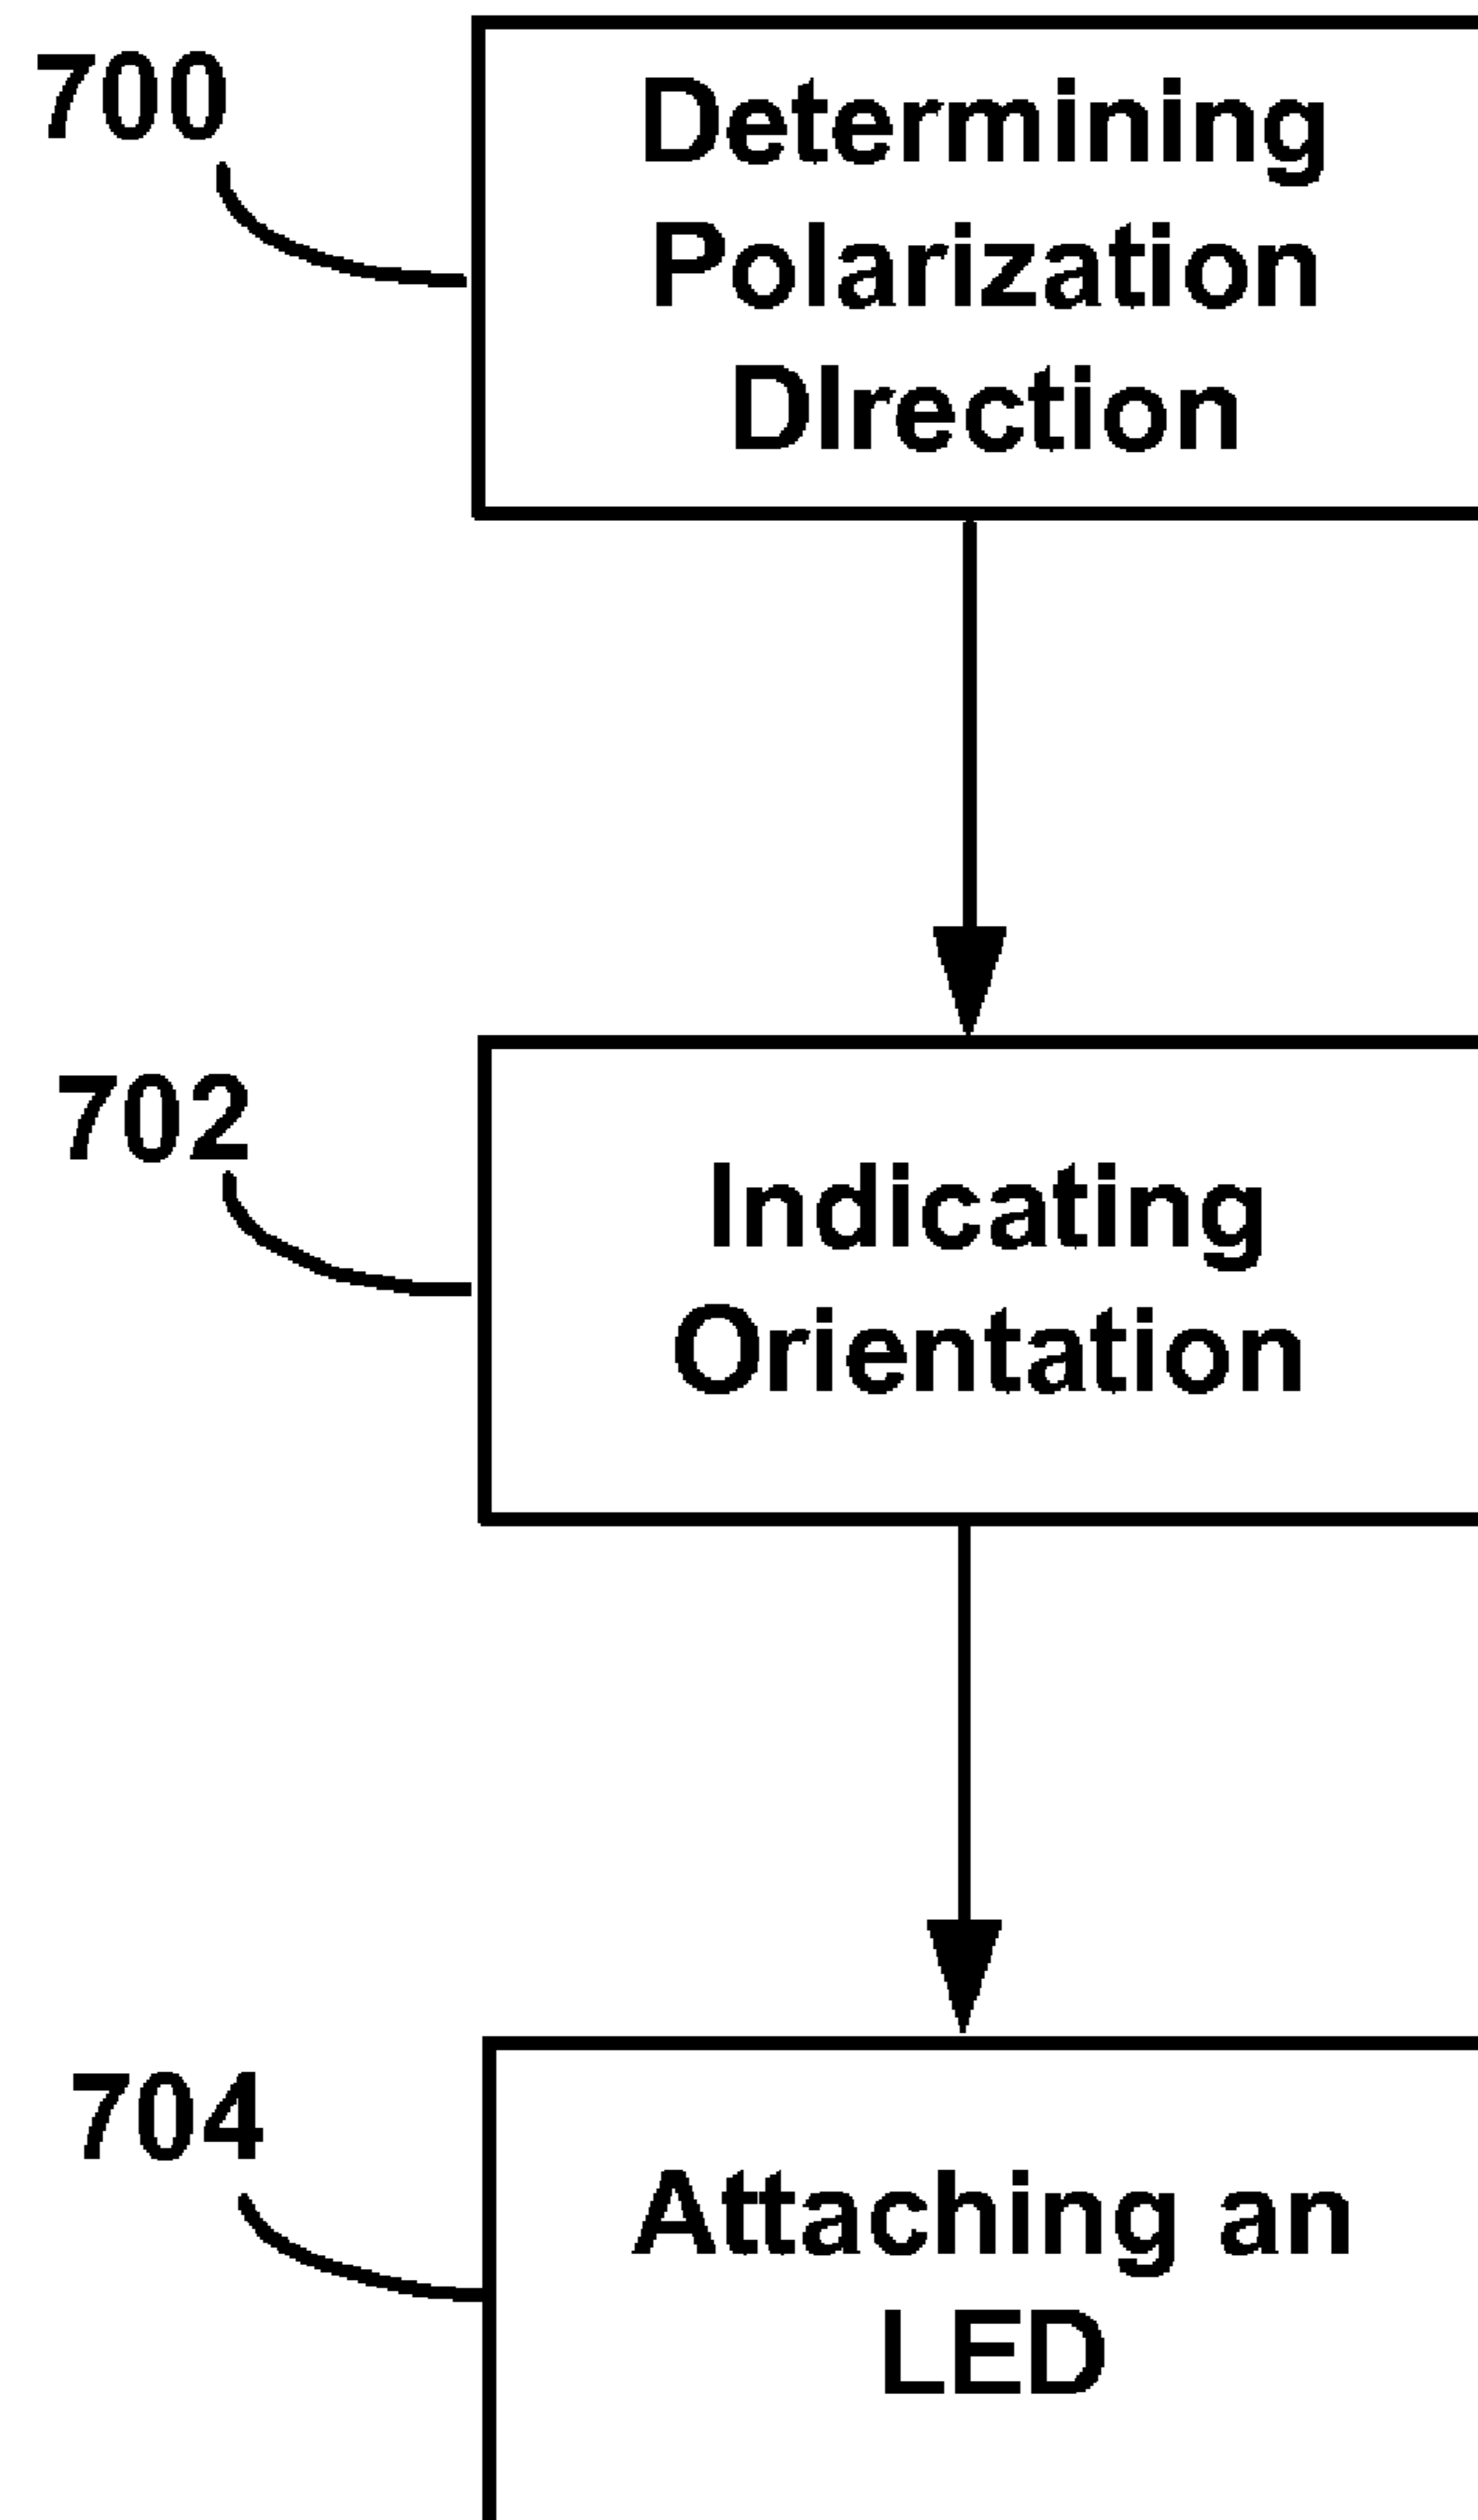 700
Determining
Polarization
DIrection
702
Indicating
Orientation
704
Attaching an
LED